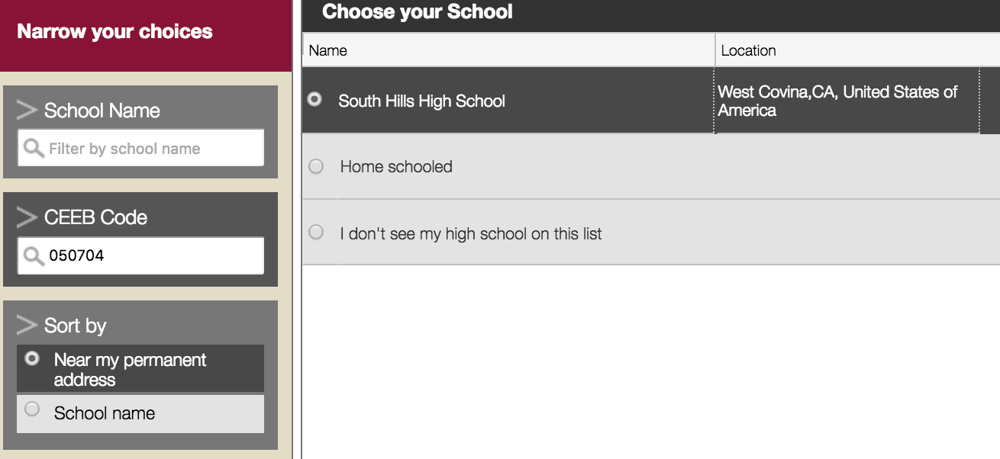 Narrow your choices
School Name
Filter by school name
CEEB Code
050704
Sort by
Near my permanent
address
School name
Choose your School
Name
Location
South Hills High School
West Covina,CA, United States of
America
Home schooled
I don't see my high school on this list